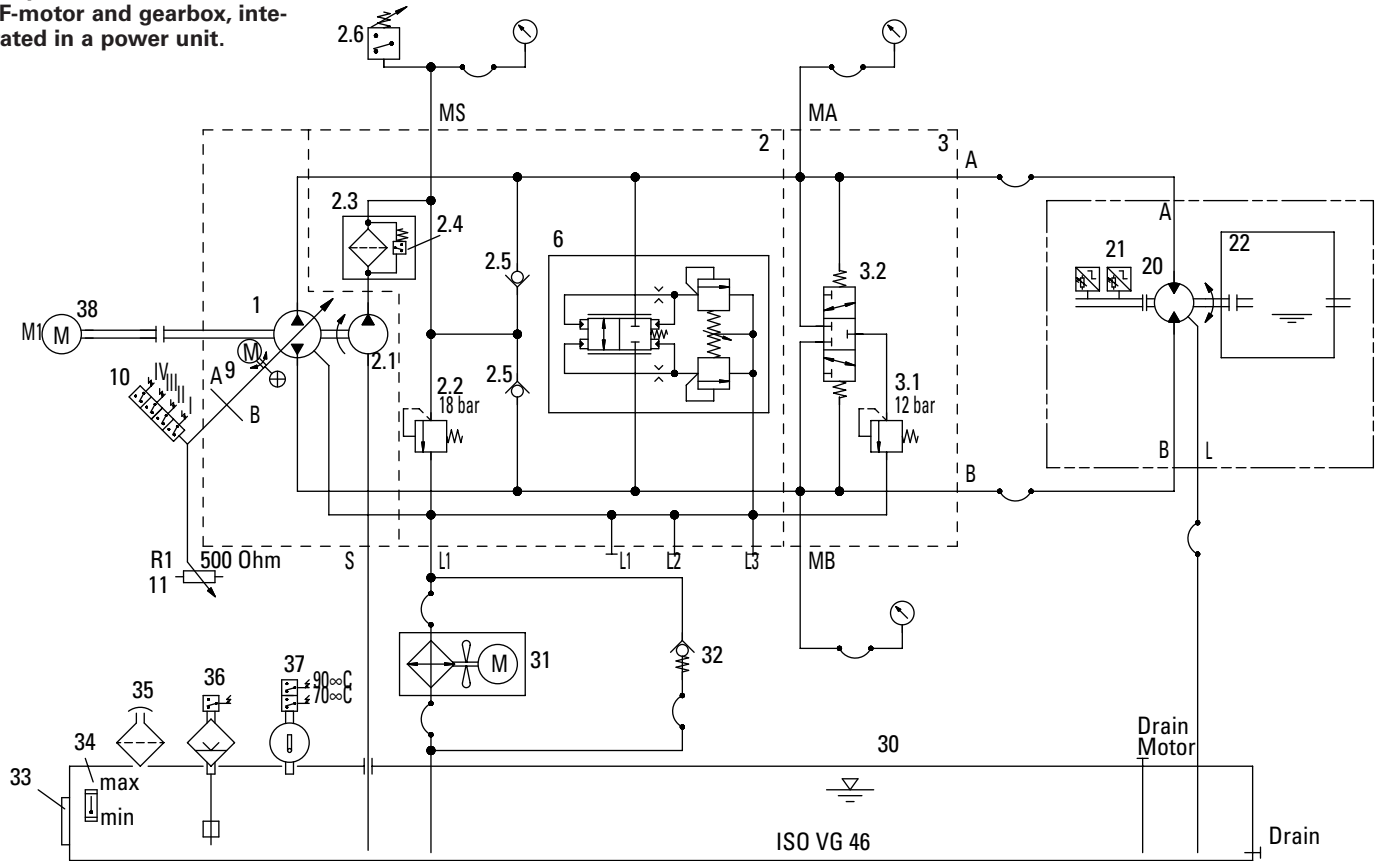 F-motor and gearbox, inte-
ated in a power unit.
2.6
MS
MA
2
3
A
2.3
2.4
6
2.5
3.2
A
21
20
22
38
1
M1
M
2.1
M
9
10
IV
III
II
I
A
B
2.5
2.2
18 bar
3.1
12 bar
B
L
B
R1
500 Ohm
11
S
L1
L1
L2
L3
MB
M
31
32
35
36
37
90∞C
70∞C
30
Drain
Motor
34
33
max
min
ISO VG 46
Drain